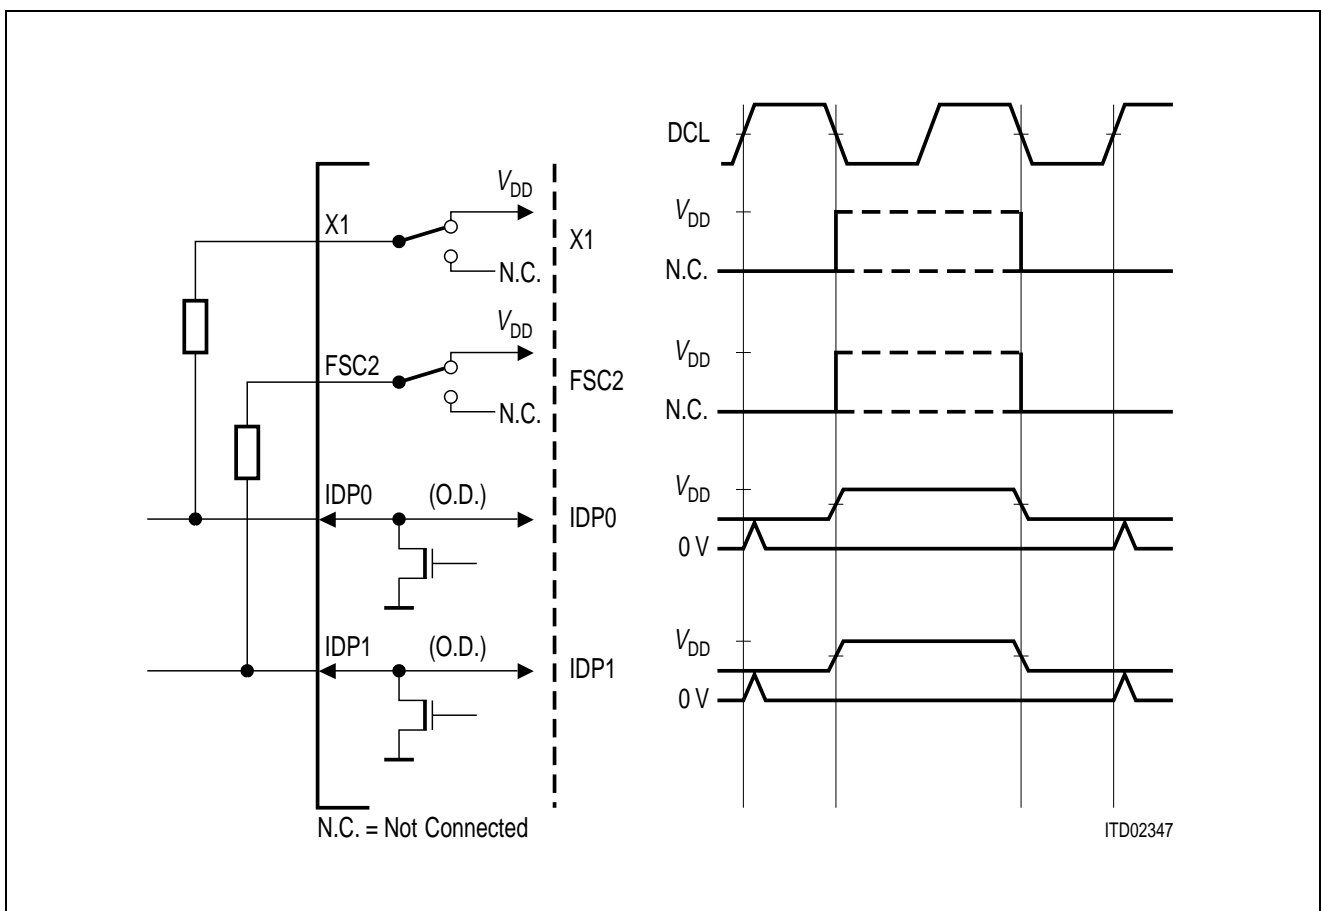 VDD
X1
N.C.
X1
VDD
FSC2
N.C.
FSC2
IDP0
(O.D.)
IDP0
IDP1
(O.D.)
IDP1
N.C. = Not Connected
DCL
VDD
N.C.
VDD
N.C.
VDD
0 V
VDD
0 V
ITD02347